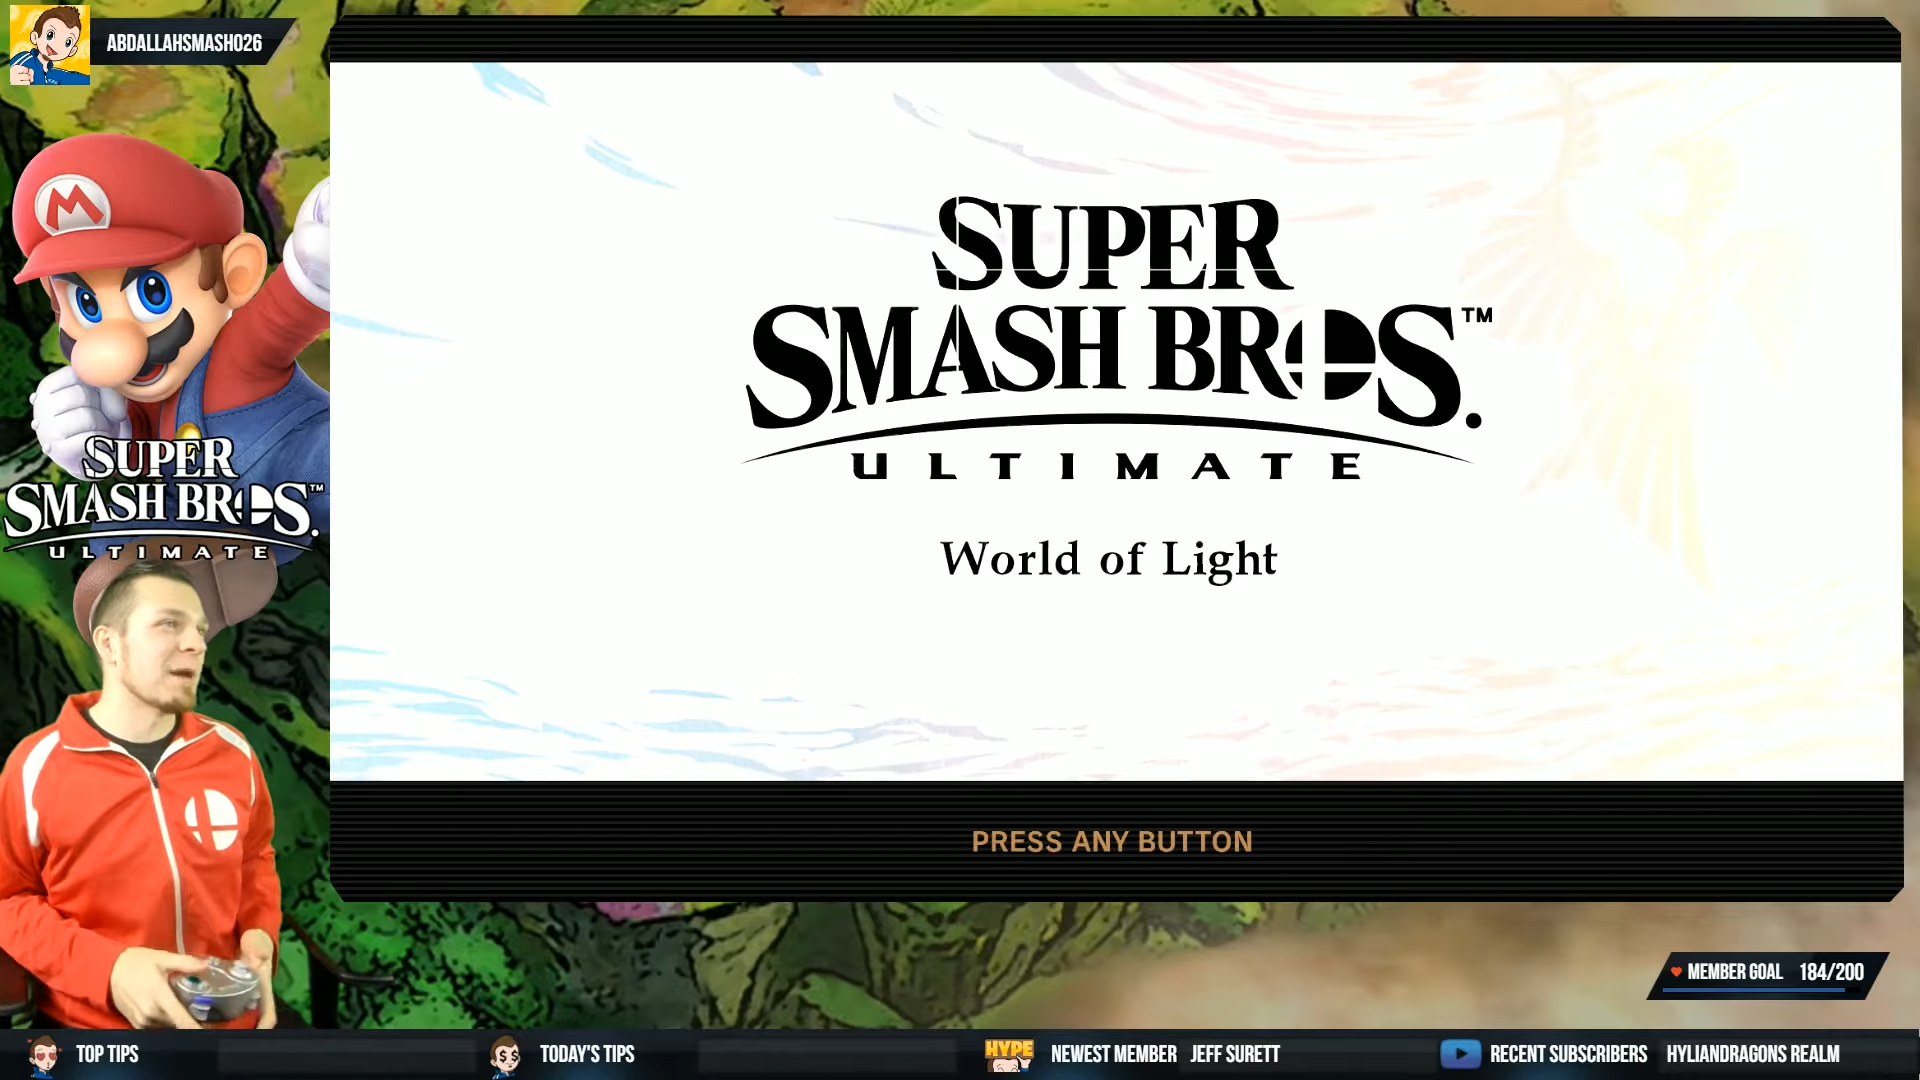 ABDALLAHSMASH026
M
SUPER
SMASH BROS.™
ULTIMATE
World of Light
PRESS ANY BUTTON
SUPER
SMASH BROS.™
ULTIMATE
MEMBER GOAL 184/200
TOP TIPS
TODAY'S TIPS
HYPE
NEWEST MEMBER JEFF SURETT
RECENT SUBSCRIBERS HYLIANDRAGONS REALM